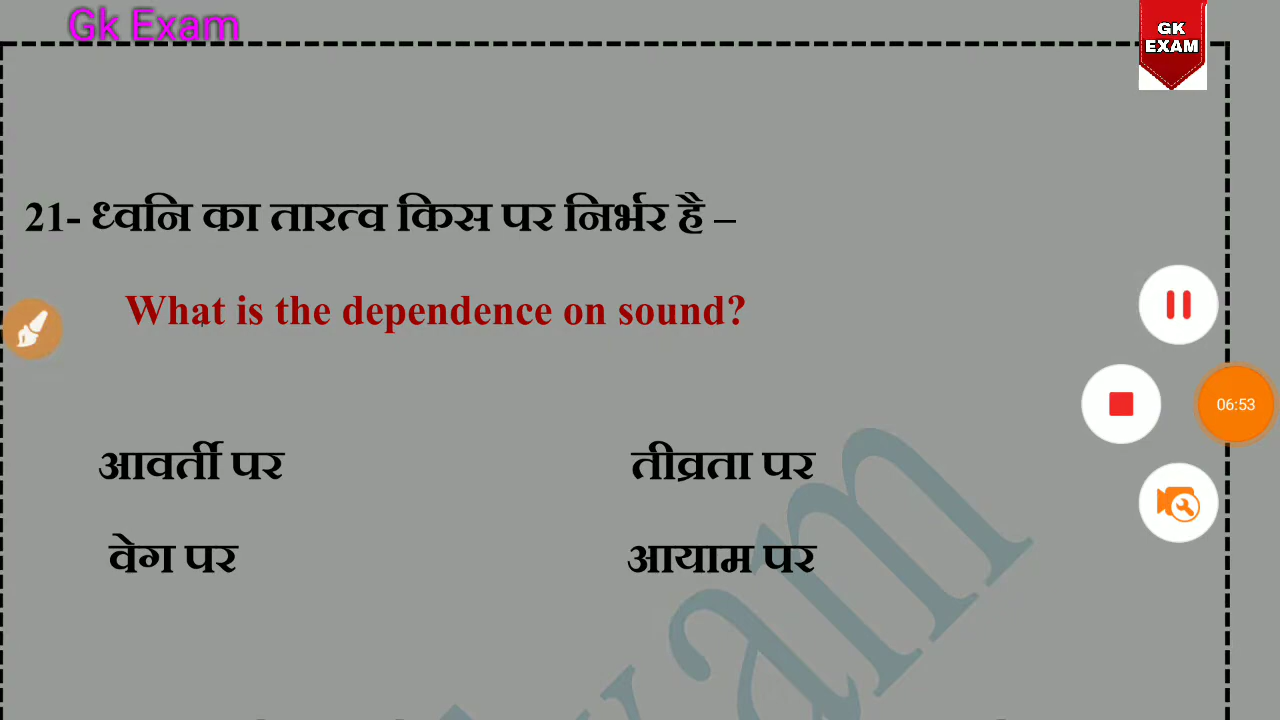 Gk Exam
GK
EXAM
21- ध्वनि का तारत्व किस पर निर्भर है –
What is the dependence on sound?
06:53
आवर्ती पर
तीव्रता पर
वेग पर
आयाम पर